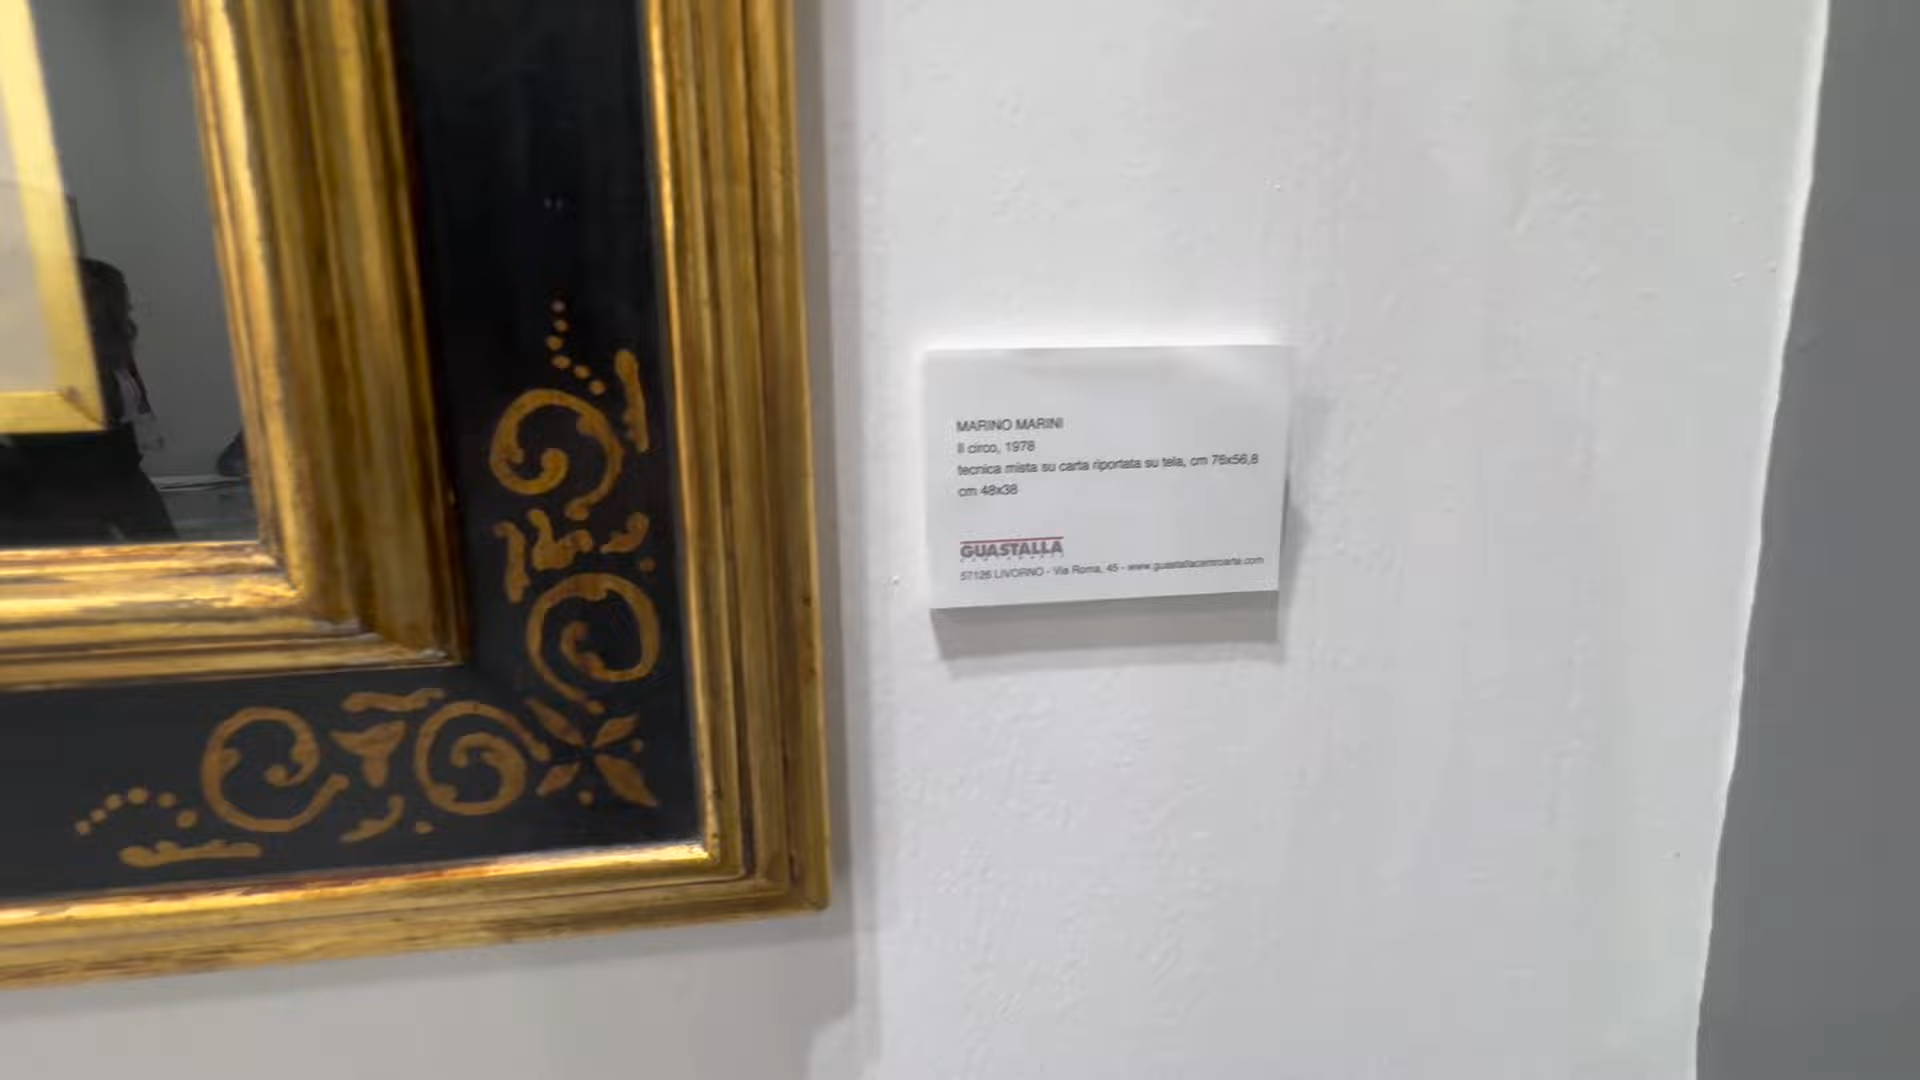 MARINO MARINI
Il circo, 1978
tecnica mista su carta riportata su tela, cm 76x56,8
cm 48x38
GUASTALLA
57126 LIVORNO - Via Roma, 45 - www.guastallacentroarte.com